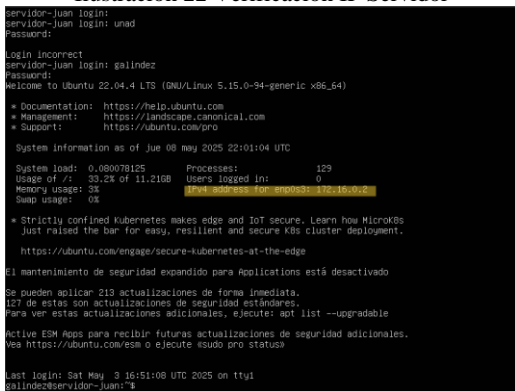 Ilustración 22 Verificación IP Servidor
servidor-juan login:
servidor-juan login: unad
Password:
Login incorrect
servidor-juan login: galindez
Password:
Welcome to Ubuntu 22.04.4 LTS (GNU/Linux 5.15.0-94-generic x86_64)
* Documentation: https://help.ubuntu.com
* Management: https://landscape.canonical.com
* Support: https://ubuntu.com/pro
System information as of jue 08 may 2025 22:01:04 UTC
System load: 0.080078125 Processes: 129
Usage of /: 33.2% of 11.21GB Users logged in: 0
Memory usage: 3% IPv4 address for enp0s3: 172.16.0.2
Swap usage: 0%
* Strictly confined Kubernetes makes edge and IoT secure. Learn how MicroK8s
just raised the bar for easy, resilient and secure K8s cluster deployment.
https://ubuntu.com/engage/secure-kubernetes-at-the-edge
El mantenimiento de seguridad expandido para Applications está desactivado
Se pueden aplicar 213 actualizaciones de forma inmediata.
127 de estas son actualizaciones de seguridad estándares.
Para ver estas actualizaciones adicionales, ejecute: apt list --upgradable
Active ESM Apps para recibir futuras actualizaciones de seguridad adicionales.
Vea https://ubuntu.com/esm o ejecute «sudo pro status»
Last login: Sat May 3 16:51:08 UTC 2025 on tty1
galindez@servidor-juan:~$